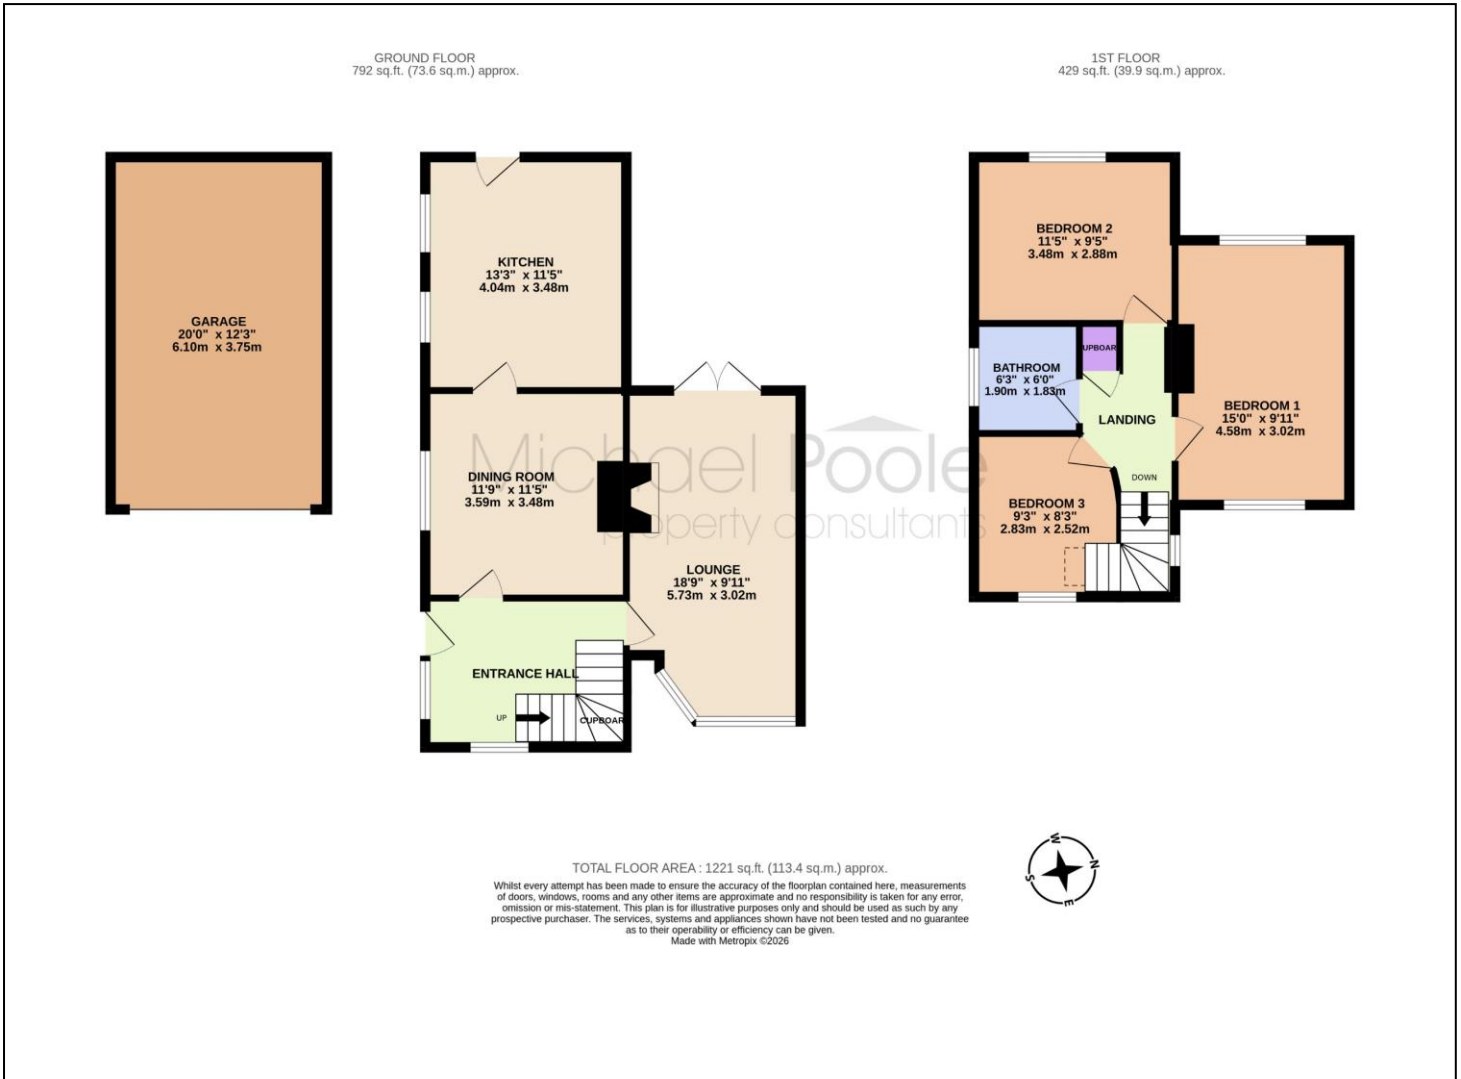 GROUND FLOOR
792 sq.ft. (73.6 sq.m.) approx.
1ST FLOOR
429 sq.ft. (39.9 sq.m.) approx.
GARAGE
20'0" x 12'3"
6.10m x 3.75m
KITCHEN
13'3" x 11'5"
4.04m x 3.48m
DINING ROOM
11'9" x 11'5"
3.59m x 3.48m
LOUNGE
18'9" x 9'11"
5.73m x 3.02m
ENTRANCE HALL
UP
CUPBOAR
BEDROOM 2
11'5" x 9'5"
3.48m x 2.88m
UPBOAR
BATHROOM
6'3" x 6'0"
1.90m x 1.83m
LANDING
BEDROOM 1
15'0" x 9'11"
4.58m x 3.02m
DOWN
BEDROOM 3
9'3" x 8'3"
2.83m x 2.52m
Michael Poole
property consultants
W
N
S
E
TOTAL FLOOR AREA : 1221 sq.ft. (113.4 sq.m.) approx.
Whilst every attempt has been made to ensure the accuracy of the floorplan contained here, measurements
of doors, windows, rooms and any other items are approximate and no responsibility is taken for any error,
omission or mis-statement. This plan is for illustrative purposes only and should be used as such by any
prospective purchaser. The services, systems and appliances shown have not been tested and no guarantee
as to their operability or efficiency can be given.
Made with Metropix ©2026